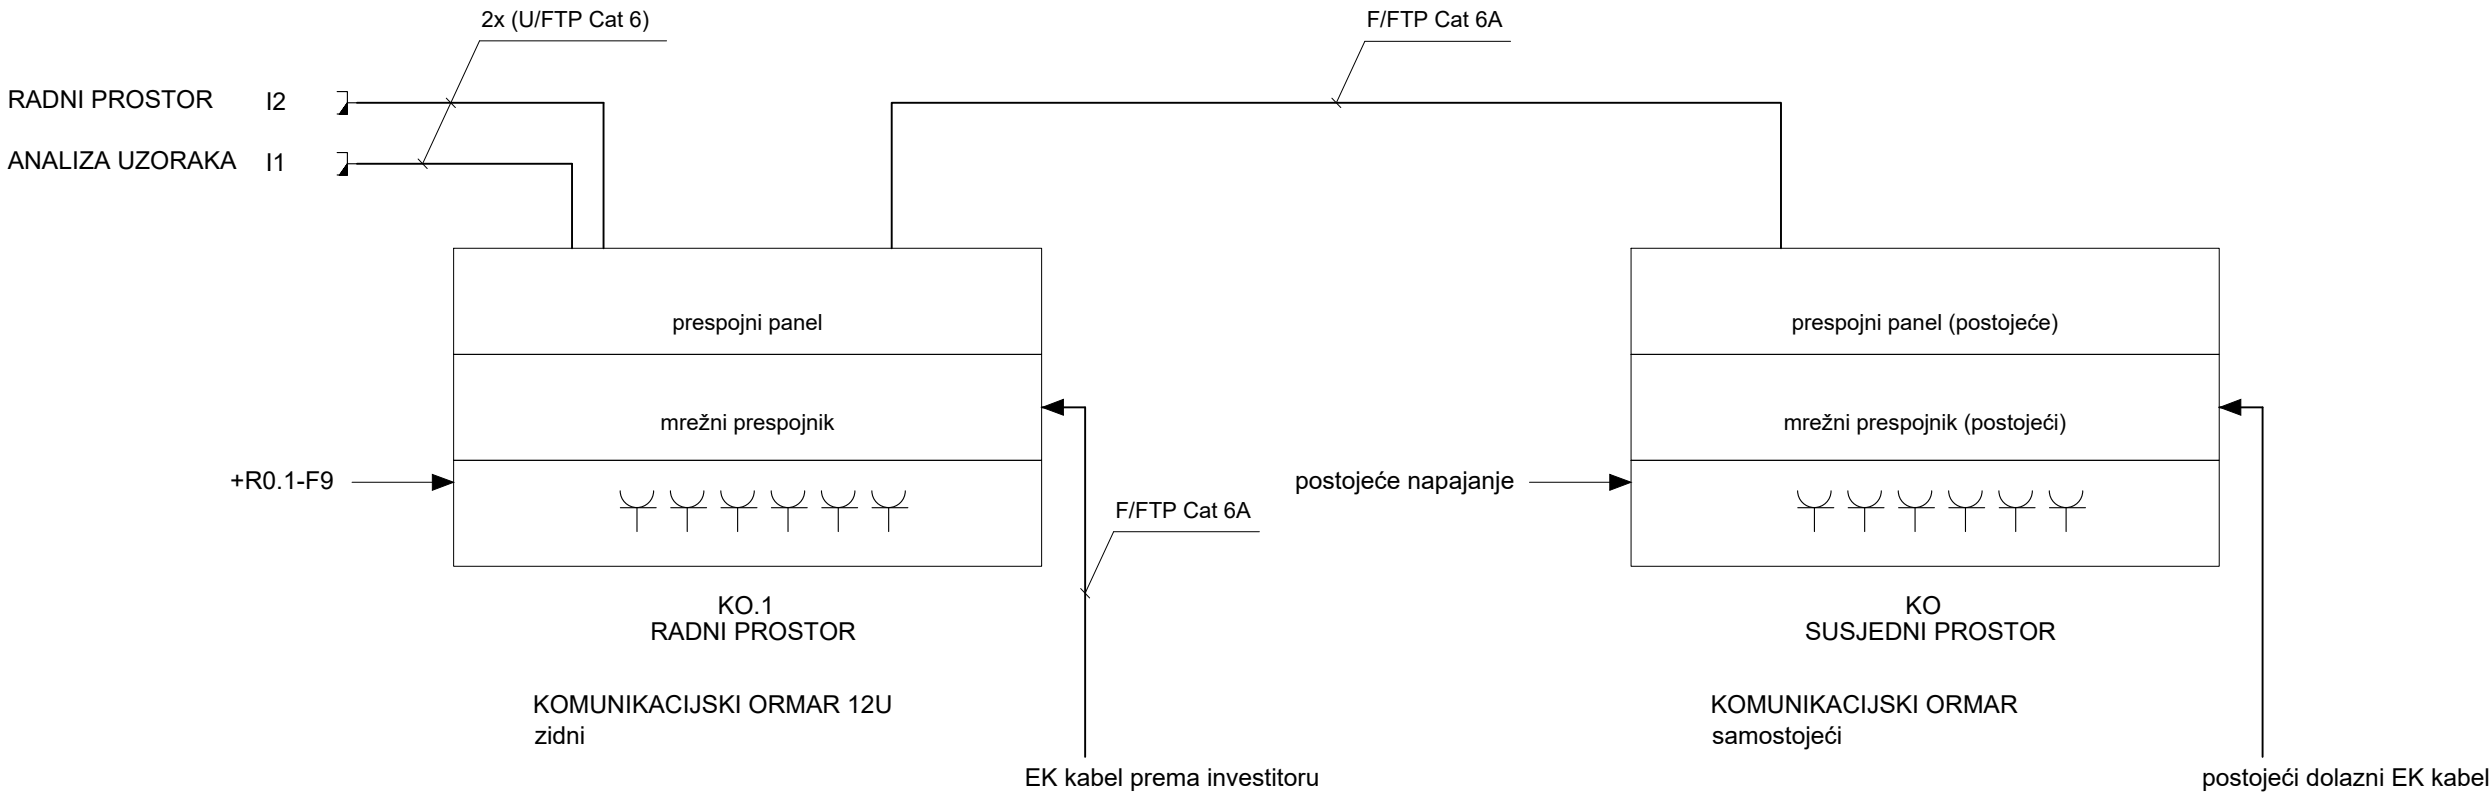 2x (U/FTP Cat 6)
F/FTP Cat 6A
RADNI PROSTOR I2
ANALIZA UZORAKA I1
prespojni panel
prespojni panel (postojeće)
mrežni prespojnik
mrežni prespojnik (postojeći)
+R0.1-F9
postojeće napajanje
F/FTP Cat 6A
KO.1
RADNI PROSTOR
KO
SUSJEDNI PROSTOR
KOMUNIKACIJSKI ORMAR 12U
zidni
KOMUNIKACIJSKI ORMAR
samostojeći
EK kabel prema investitoru
postojeći dolazni EK kabel